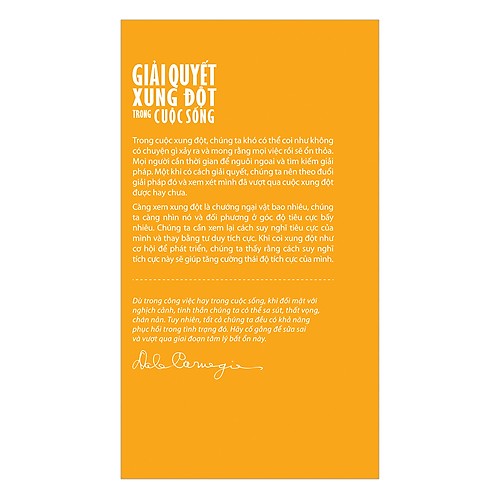 GIẢI QUYẾT
XUNG ĐỘT
TRONG CUỘC SỐNG
Trong cuộc xung đột, chúng ta khó có thể coi như không
có chuyện gì xảy ra và mong rằng mọi việc rồi sẽ ổn thỏa.
Mọi người cần thời gian để nguôi ngoai và tìm kiếm giải
pháp. Một khi có cách giải quyết, chúng ta nên theo đuổi
giải pháp đó và xem xét mình đã vượt qua cuộc xung đột
được hay chưa.
Càng xem xung đột là chướng ngại vật bao nhiêu, chúng
ta càng nhìn nó và đối phương ở góc độ tiêu cực bấy
nhiêu. Chúng ta cần xem lại cách suy nghĩ tiêu cực của
mình và thay bằng tư duy tích cực. Khi coi xung đột như
cơ hội để phát triển, chúng ta thấy rằng cách suy nghĩ
tích cực này sẽ giúp tăng cường thái độ tích cực của mình.
Dù trong công việc hay trong cuộc sống, khi đối mặt với
nghịch cảnh, tinh thần chúng ta có thể sa sút, thất vọng,
chán nản. Tuy nhiên, tất cả chúng ta đều có khả năng
phục hồi trong tình trạng đó. Hãy cố gắng để sửa sai
và vượt qua giai đoạn tâm lý bất ổn này.
Dale Carnegie